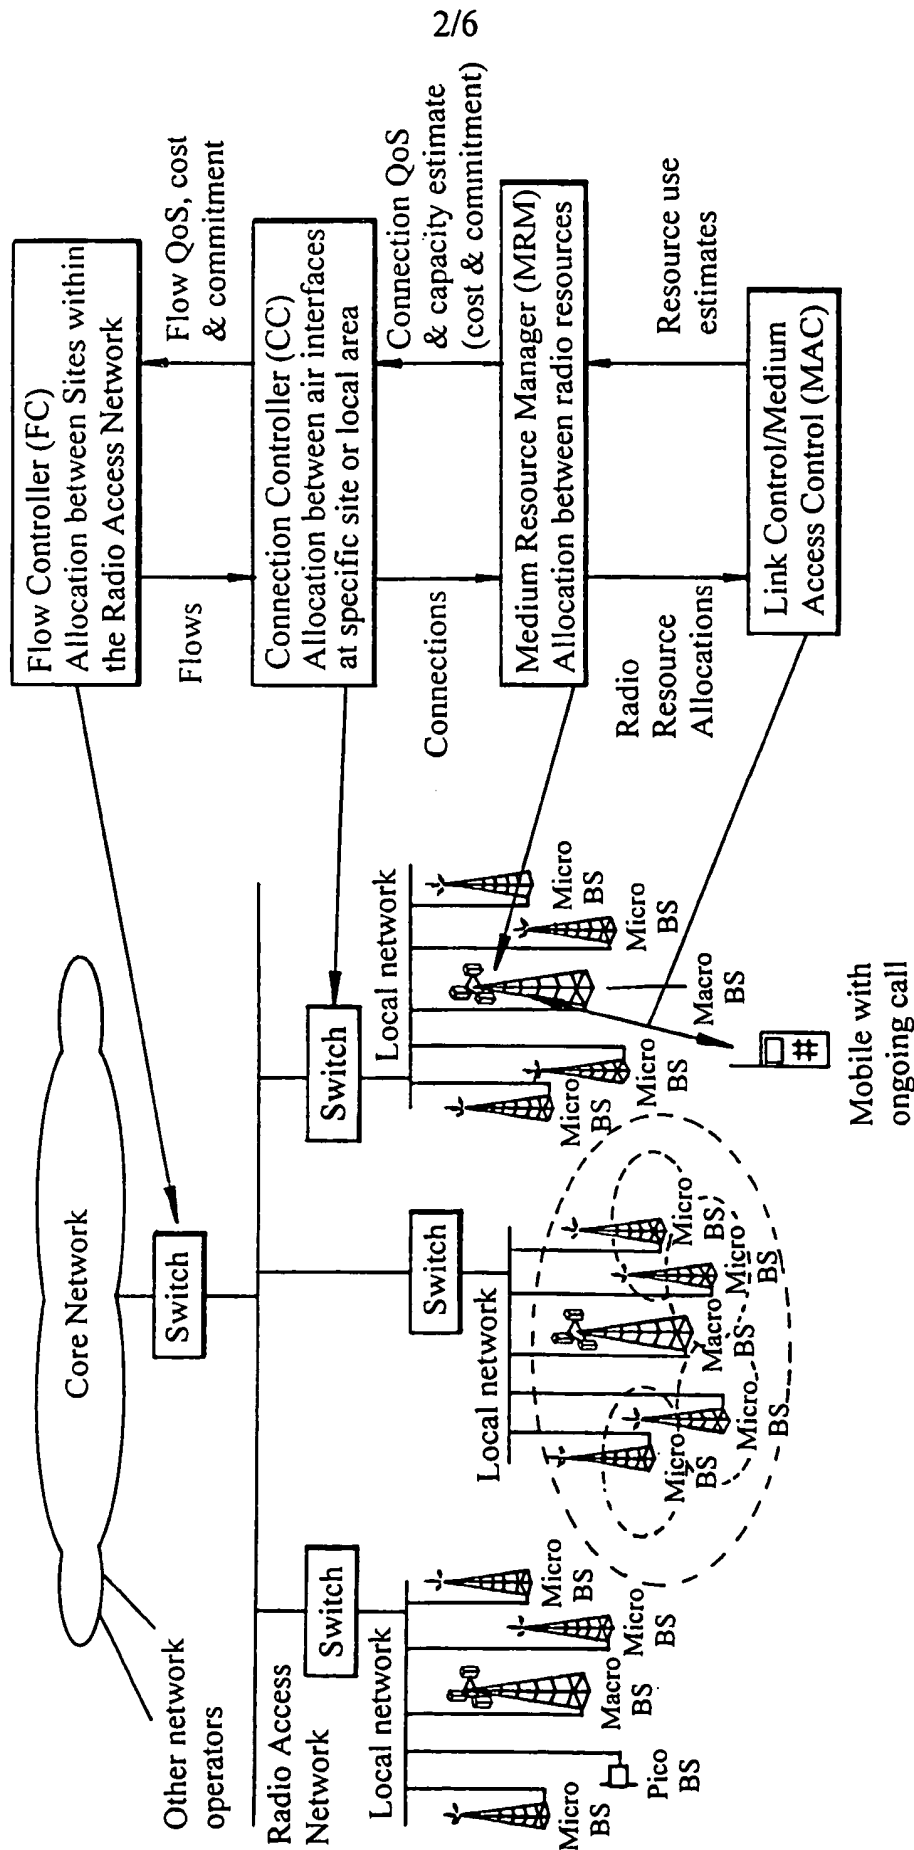 2/6
Flow Controller (FC)
Allocation between Sites within
the Radio Access Network
Flows
Flow QoS, cost
& commitment
Connection Controller (CC)
Allocation between air interfaces
at specific site or local area
Connections
Connection QoS
& capacity estimate
(cost & commitment)
Medium Resource Manager (MRM)
Allocation between radio resources
Radio
Resource
Allocations
Resource use
estimates
Link Control/Medium
Access Control (MAC)
Core Network
Other network
operators
Switch
Radio Access
Network
Switch
Local network
Micro
BS
Pico
BS
Macro
BS
Micro
BS
Micro
BS
Switch
Local network
Micro
BS
Micro
BS
Macro
BS
Micro
BS
Micro
BS
Switch
Local network
Micro
BS
Micro
BS
Macro
BS
Micro
BS
Micro
BS
Mobile with
ongoing call